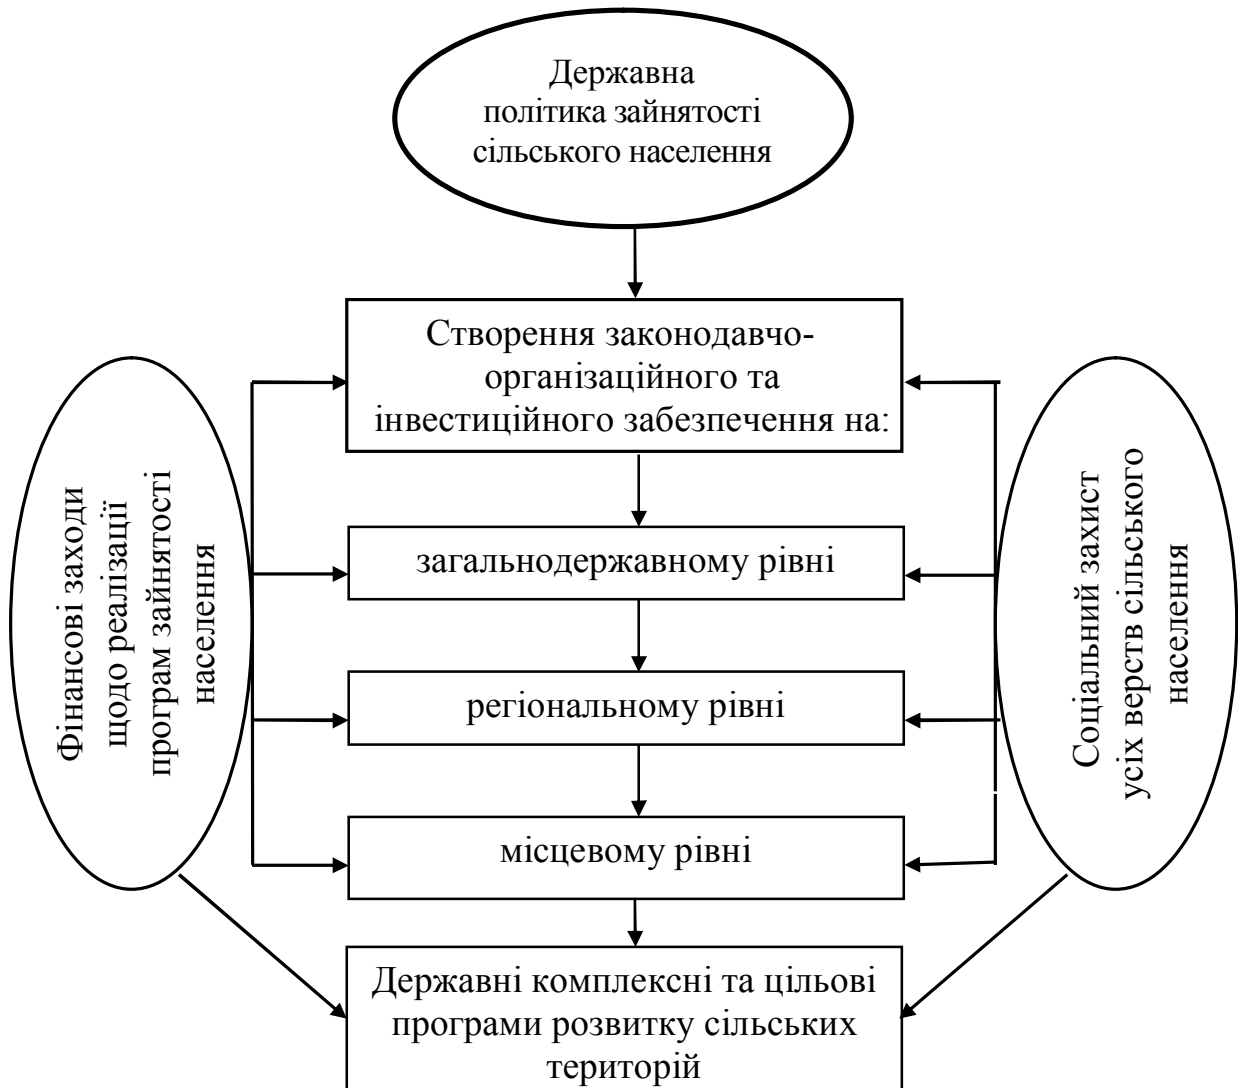 Державна
політика зайнятості
сільського населення
Створення законодавчо-
організаційного та
інвестиційного забезпечення на:
Фінансові заходи
щодо реалізації
програм зайнятості
населення
загальнодержавному рівні
регіональному рівні
місцевому рівні
Соціальний захист
усіх верств сільського
населення
Державні комплексні та цільові
програми розвитку сільських
територій